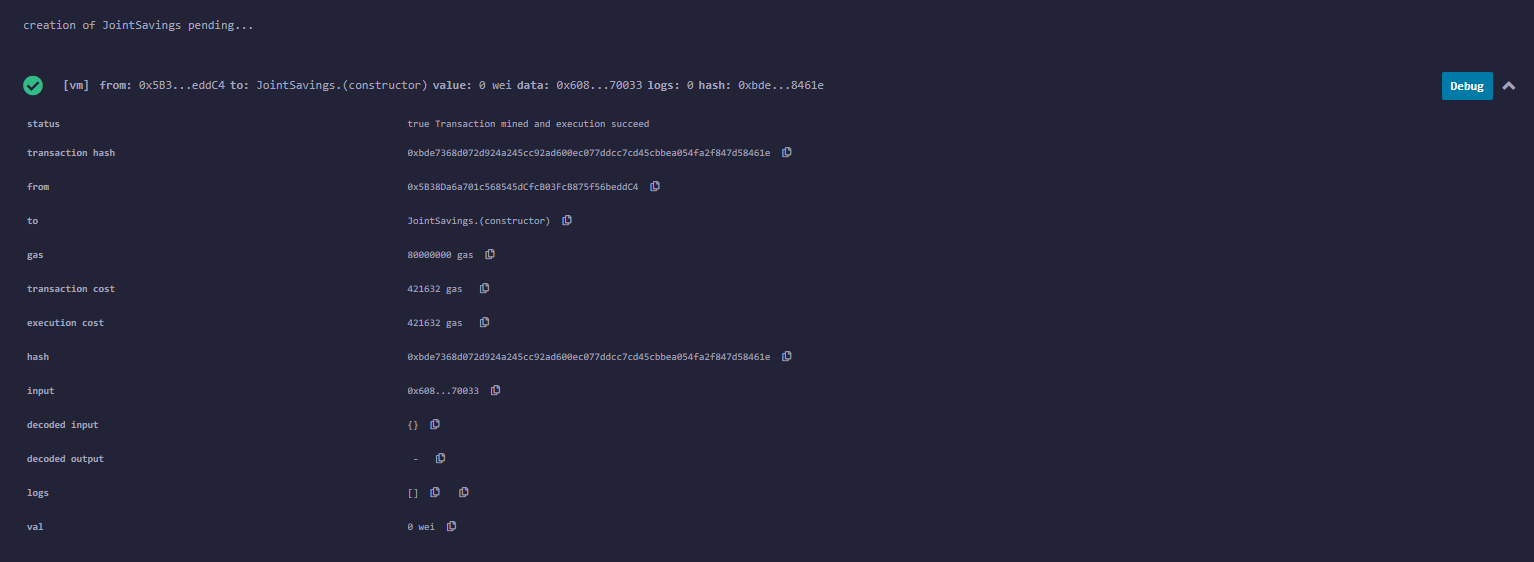 creation of JointSavings pending...
[vm] from: 0x5B3...eddC4 to: JointSavings.(constructor) value: 0 wei data: 0x608...70033 logs: 0 hash: 0xbde...8461e Debug
status true Transaction mined and execution succeed
transaction hash 0xbde7368d072d924a245cc92ad600ec077ddcc7cd45cbbea054fa2f847d58461e
from 0x5B38Da6a701c568545dCfcB03FcB875f56beddC4
to JointSavings.(constructor)
gas 80000000 gas
transaction cost 421632 gas
execution cost 421632 gas
hash 0xbde7368d072d924a245cc92ad600ec077ddcc7cd45cbbea054fa2f847d58461e
input 0x608...70033
decoded input {}
decoded output -
logs []
val 0 wei